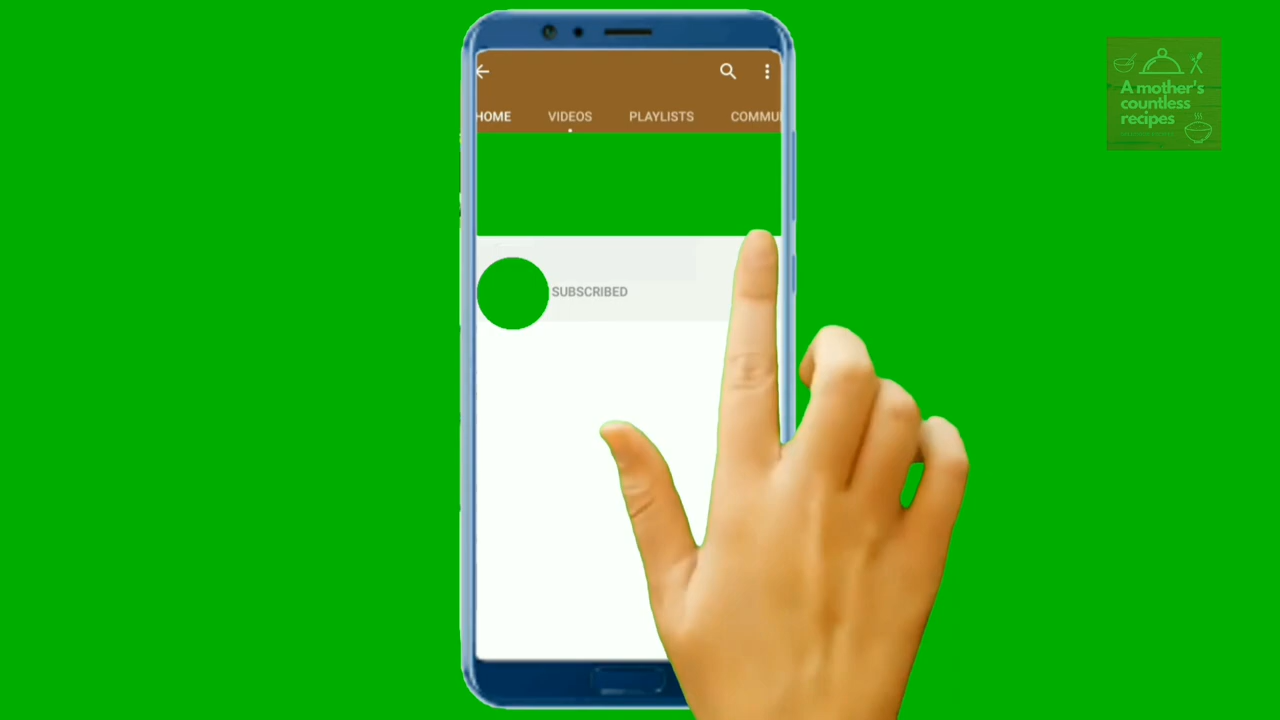 HOME VIDEOS PLAYLISTS COMMU
SUBSCRIBED
A mother's
countless
recipes